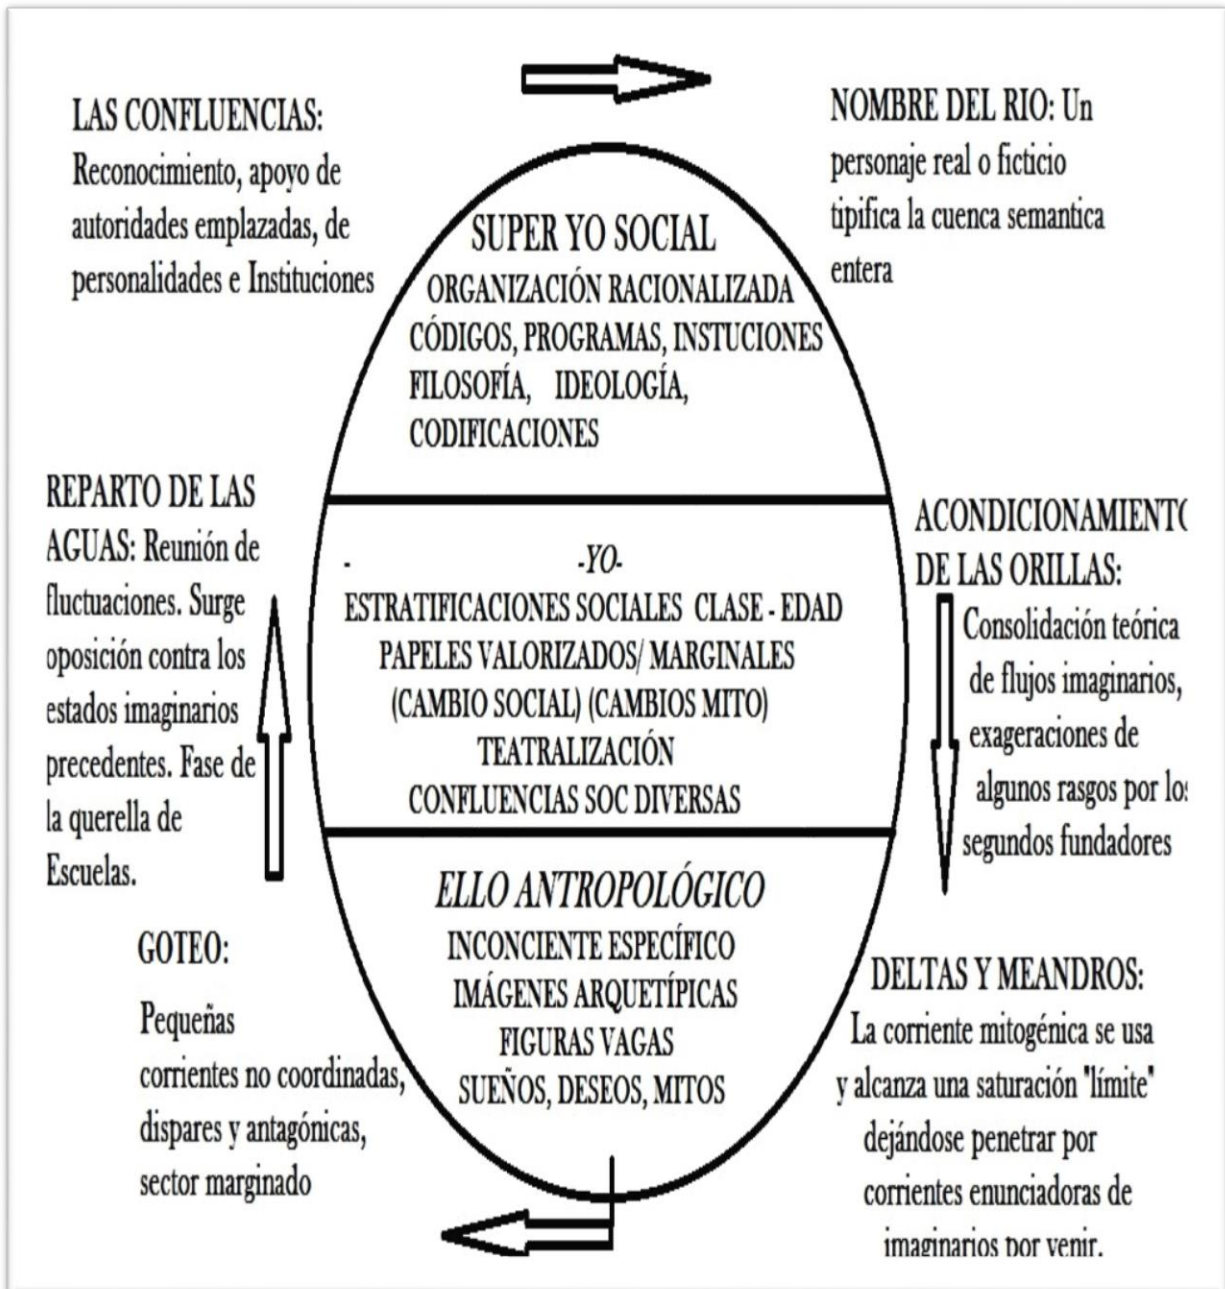 LAS CONFLUENCIAS:
Reconocimiento, apoyo de
autoridades emplazadas, de
personalidades e Instituciones
NOMBRE DEL RIO: Un
personaje real o ficticio
tipifica la cuenca semantica
entera
SUPER YO SOCIAL
ORGANIZACIÓN RACIONALIZADA
CÓDIGOS, PROGRAMAS, INSTUCIONES
FILOSOFÍA, IDEOLOGÍA,
CODIFICACIONES
REPARTO DE LAS
AGUAS: Reunión de
fluctuaciones. Surge
oposición contra los
estados imaginarios
precedentes. Fase de
la querella de
Escuelas.
- -YO-
ESTRATIFICACIONES SOCIALES CLASE - EDAD
PAPELES VALORIZADOS/ MARGINALES
(CAMBIO SOCIAL) (CAMBIOS MITO)
TEATRALIZACIÓN
CONFLUENCIAS SOC DIVERSAS
ACONDICIONAMIENTO
DE LAS ORILLAS:
Consolidación teórica
de flujos imaginarios,
exageraciones de
algunos rasgos por los
segundos fundadores
ELLO ANTROPOLÓGICO
INCONCIENTE ESPECÍFICO
IMÁGENES ARQUETÍPICAS
FIGURAS VAGAS
SUEÑOS, DESEOS, MITOS
GOTEO:
Pequeñas
corrientes no coordinadas,
dispares y antagónicas,
sector marginado
DELTAS Y MEANDROS:
La corriente mitogénica se usa
y alcanza una saturación "límite"
dejándose penetrar por
corrientes enunciadoras de
imaginarios por venir.